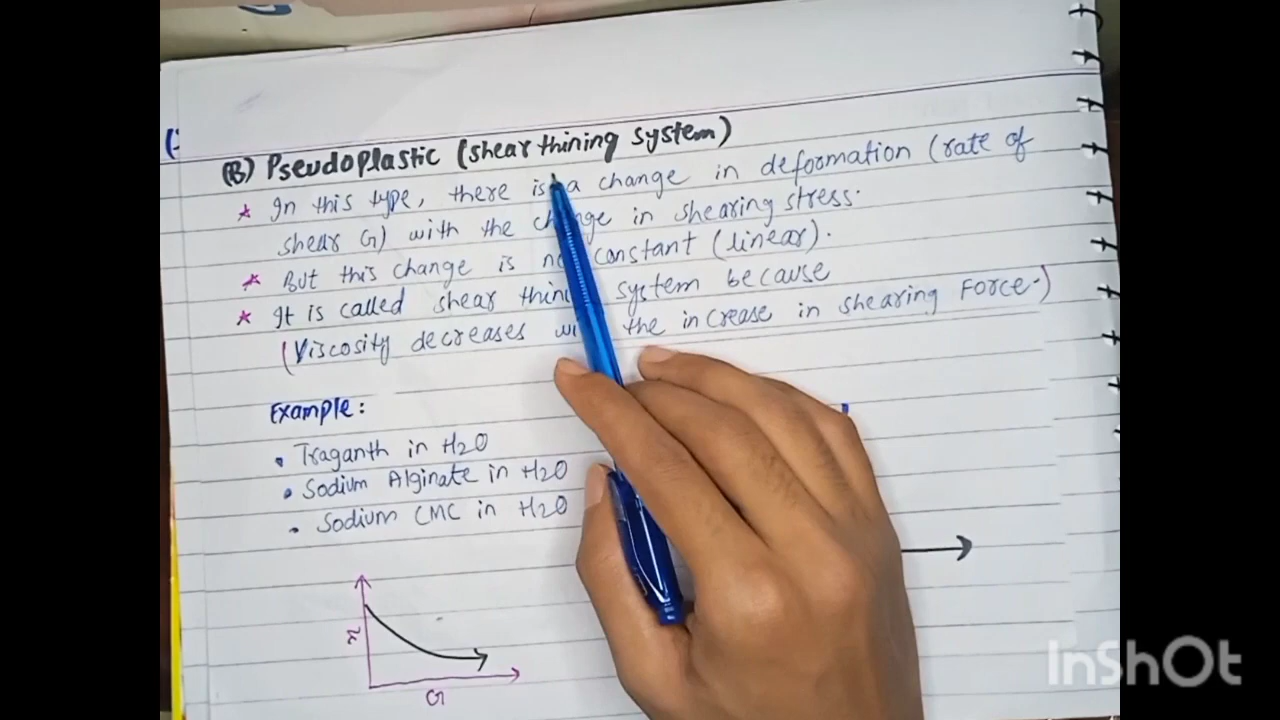 (B) Pseudoplastic (shear thining system)
* In this type, there is a change in deformation (rate of
shear G) with the change in shearing stress.
* But this change is constant (linear).
* It is called shear system because
(Viscosity decreases the increase in shearing Force.)
Example:
• Traganth in H2O
• Sodium Alginate in H2O
• Sodium CMC in H2O
G
InShOt